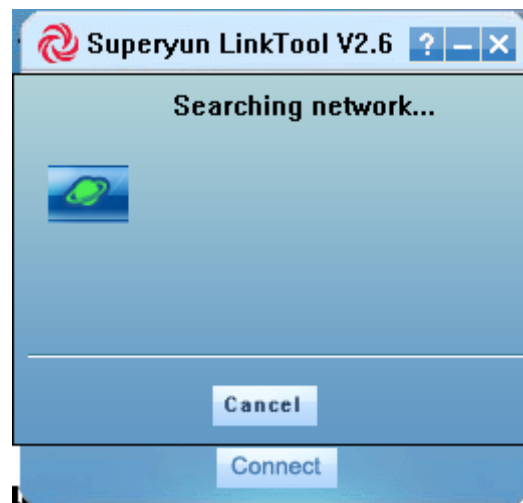 Superyun LinkTool V2.6 ? – ×
Searching network...
Cancel
Connect